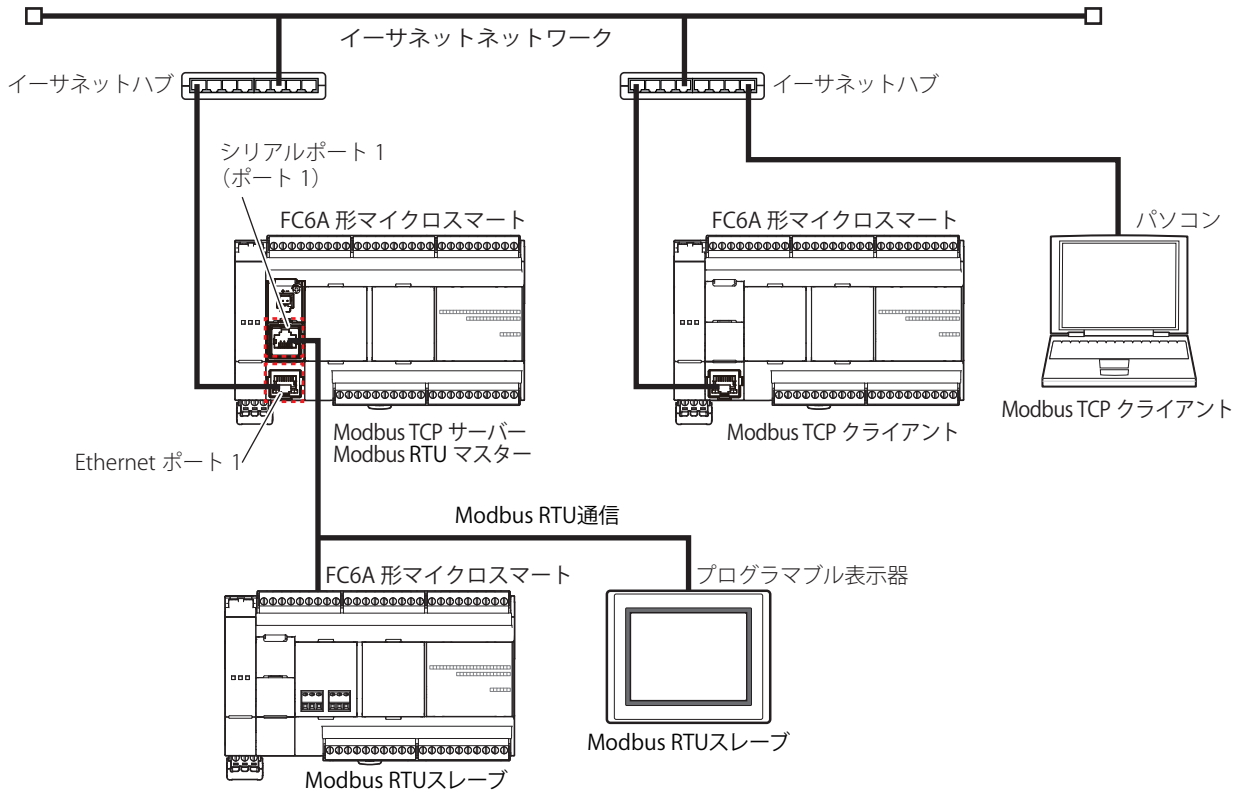 イーサネットネットワーク
イーサネットハブ
イーサネットハブ
シリアルポート 1
（ポート 1）
FC6A 形マイクロスマート
FC6A 形マイクロスマート
パソコン
Modbus TCP サーバー
Modbus RTU マスター
Modbus TCP クライアント
Modbus TCP クライアント
Ethernet ポート 1
Modbus RTU通信
FC6A 形マイクロスマート
プログラマブル表示器
Modbus RTUスレーブ
Modbus RTUスレーブ